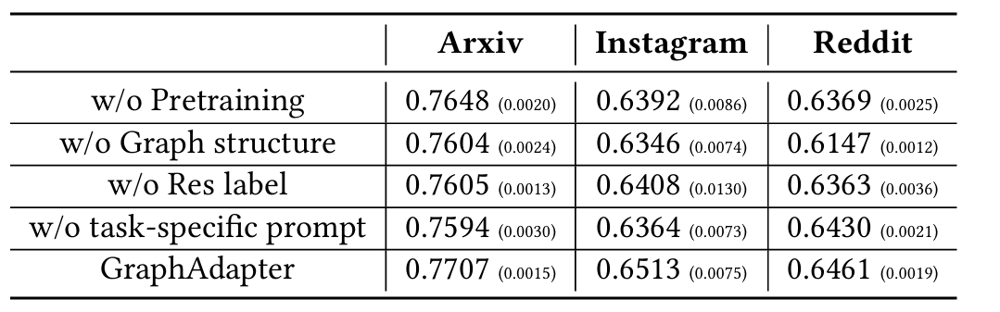 Arxiv Instagram Reddit
w/o Pretraining 0.7648 (0.0020) 0.6392 (0.0086) 0.6369 (0.0025)
w/o Graph structure 0.7604 (0.0024) 0.6346 (0.0074) 0.6147 (0.0012)
w/o Res label 0.7605 (0.0013) 0.6408 (0.0130) 0.6363 (0.0036)
w/o task-specific prompt 0.7594 (0.0030) 0.6364 (0.0073) 0.6430 (0.0021)
GraphAdapter 0.7707 (0.0015) 0.6513 (0.0075) 0.6461 (0.0019)